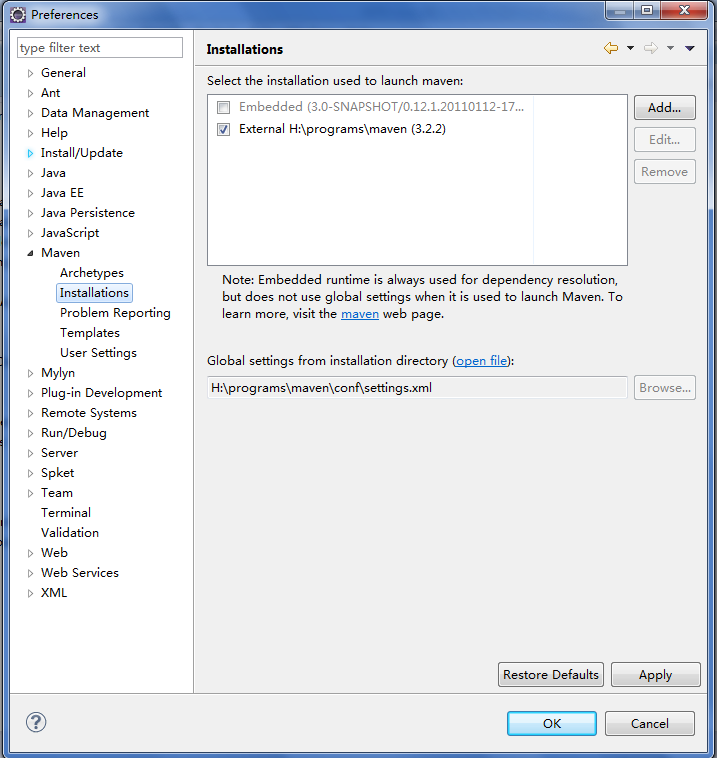 Preferences
type filter text
General
Ant
Data Management
Help
Install/Update
Java
Java EE
Java Persistence
JavaScript
Maven
Archetypes
Installations
Problem Reporting
Templates
User Settings
Mylyn
Plug-in Development
Remote Systems
Run/Debug
Server
Spket
Team
Terminal
Validation
Web
Web Services
XML
Installations
Select the installation used to launch maven:
Embedded (3.0-SNAPSHOT/0.12.1.20110112-17...
External H:\programs\maven (3.2.2)
Add...
Edit...
Remove
Note: Embedded runtime is always used for dependency resolution,
but does not use global settings when it is used to launch Maven. To
learn more, visit the maven web page.
Global settings from installation directory (open file):
H:\programs\maven\conf\settings.xml
Browse...
Restore Defaults
Apply
?
OK
Cancel